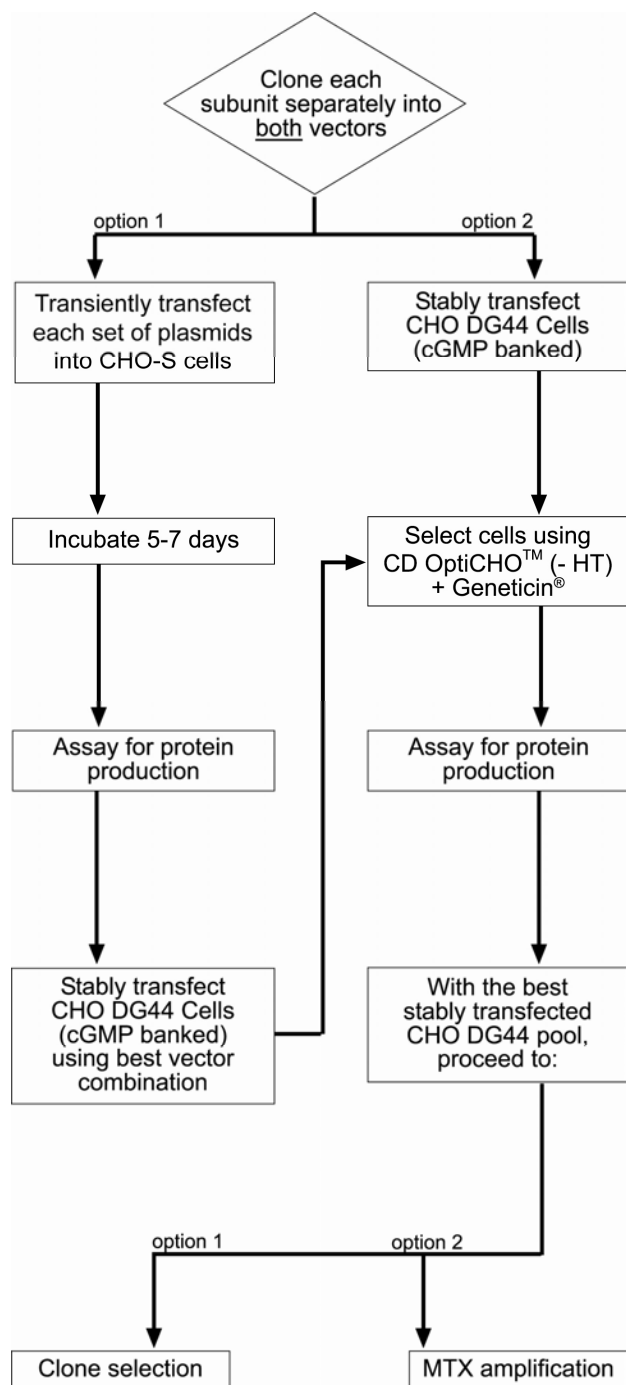 Clone each
subunit separately into
both vectors
option 1
option 2
Transiently transfect
each set of plasmids
into CHO-S cells
Stably transfect
CHO DG44 Cells
(cGMP banked)
Incubate 5-7 days
Select cells using
CD OptiCHO™ (- HT)
+ Geneticin®
Assay for protein
production
Assay for protein
production
Stably transfect
CHO DG44 Cells
(cGMP banked)
using best vector
combination
With the best
stably transfected
CHO DG44 pool,
proceed to:
option 1
option 2
Clone selection
MTX amplification